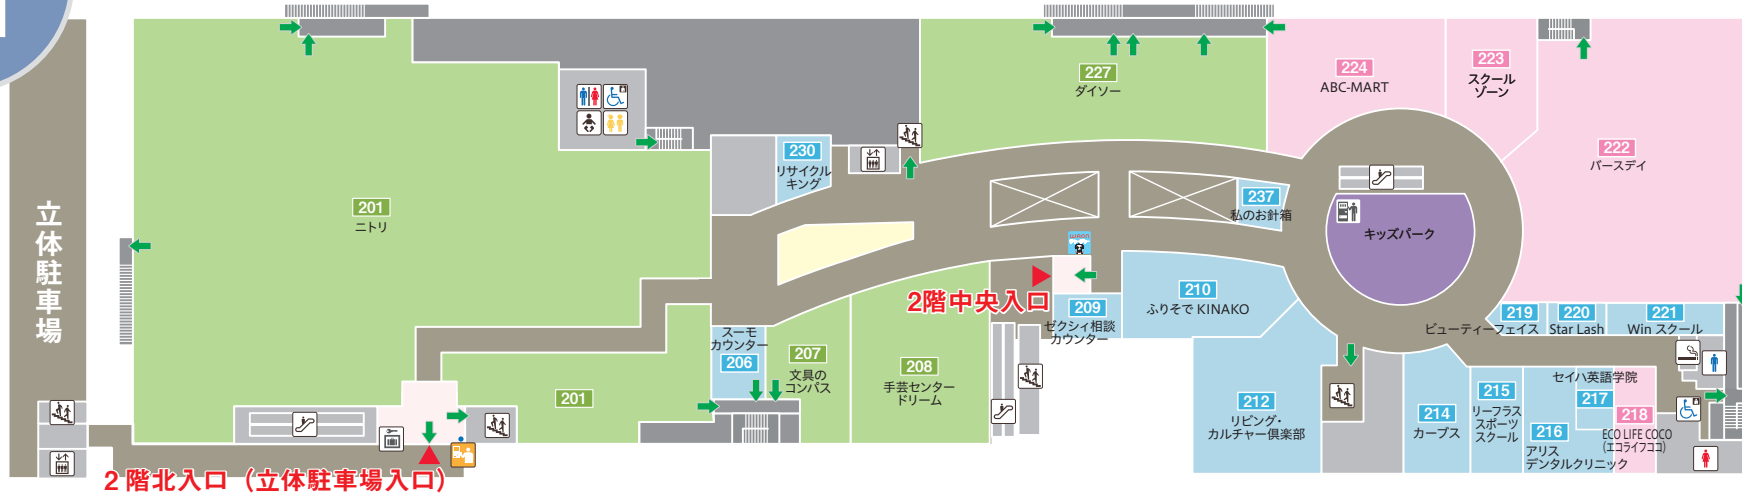 立体駐車場
201
ニトリ
230
リサイクル
キング
227
ダイソー
224
ABC-MART
223
スクール
ゾーン
222
バースデイ
237
私のお針箱
キッズパーク
2階中央入口
209
ゼクシィ相談
カウンター
210
ふりそで KINAKO
219
ビューティーフェイス
220
Star Lash
221
Win スクール
スーモ
カウンター
206
207
文具の
コンパス
208
手芸センター
ドリーム
201
212
リビング・
カルチャー倶楽部
214
カーブス
215
リーフラス
スポーツ
スクール
セイハ英語学院
217
216
アリス
デンタルクリニック
218
ECO LIFE COCO
(エコライフココ)
2階北入口（立体駐車場入口）